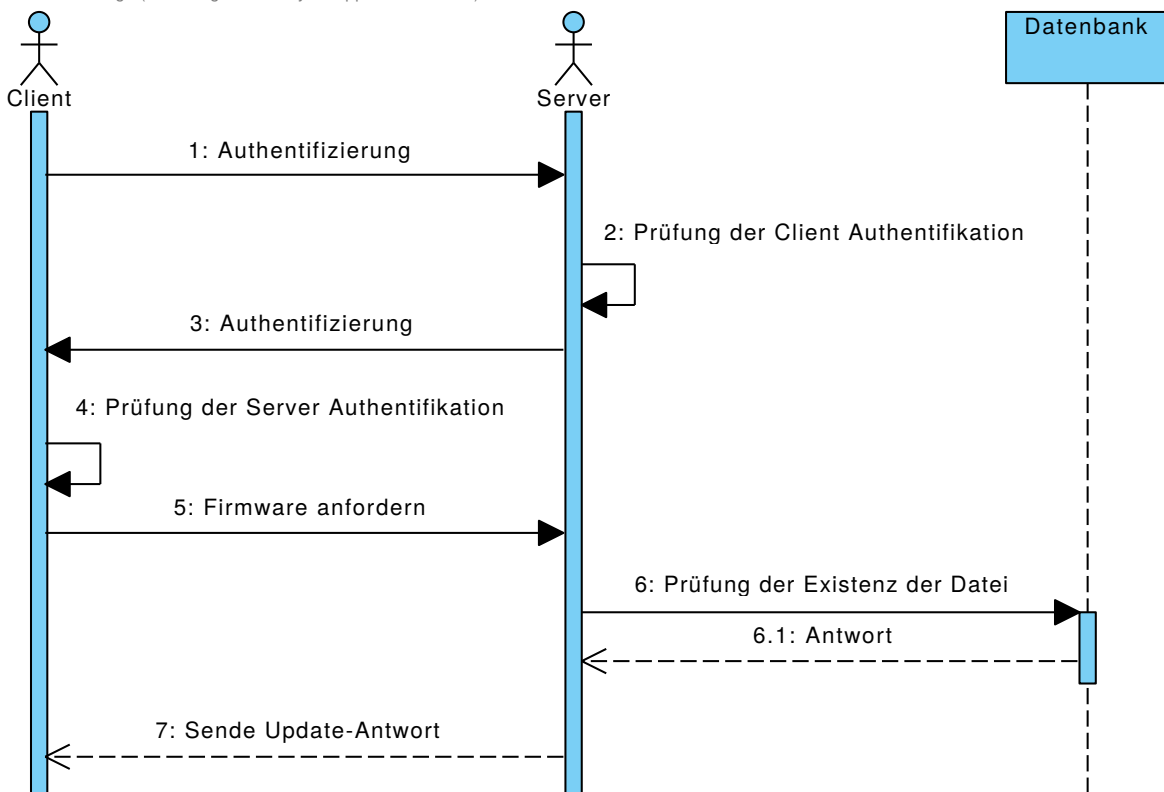 Datenbank
Client
Server
1: Authentifizierung
2: Prüfung der Client Authentifikation
3: Authentifizierung
4: Prüfung der Server Authentifikation
5: Firmware anfordern
6: Prüfung der Existenz der Datei
6.1: Antwort
7: Sende Update-Antwort